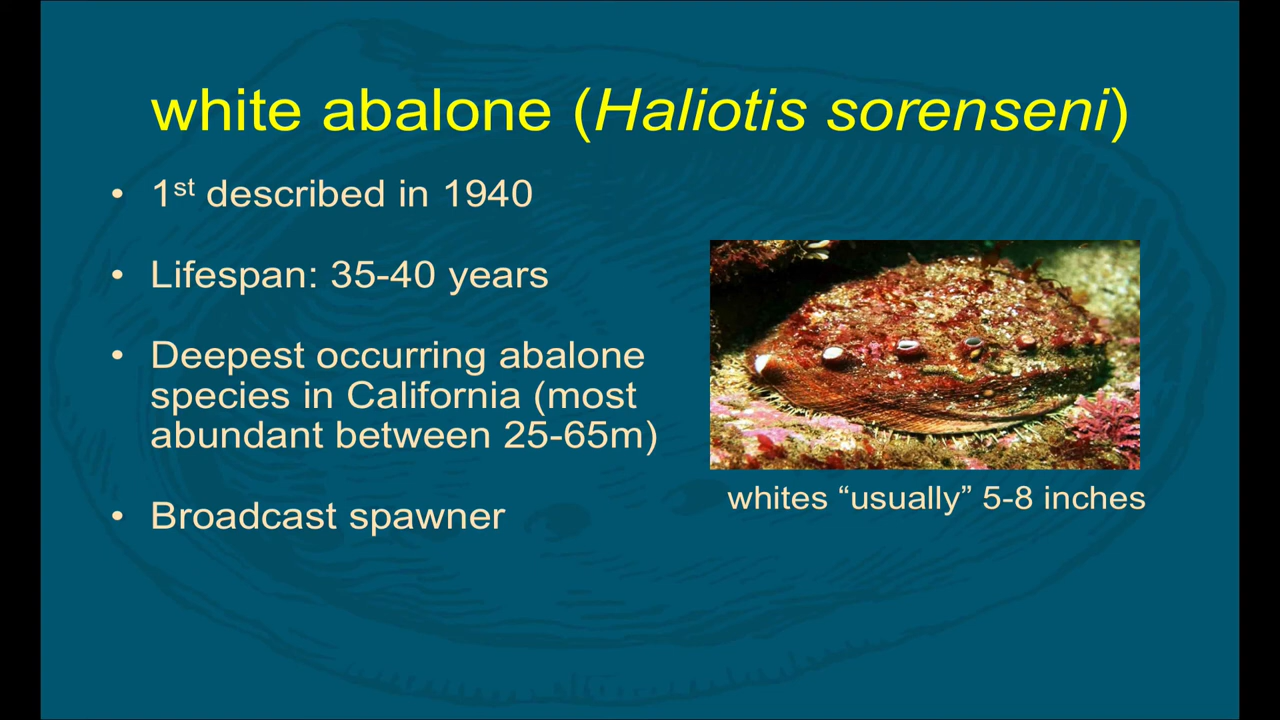 white abalone (Haliotis sorenseni)
• 1st described in 1940
• Lifespan: 35-40 years
• Deepest occurring abalone
species in California (most
abundant between 25-65m)
• Broadcast spawner
whites “usually” 5-8 inches